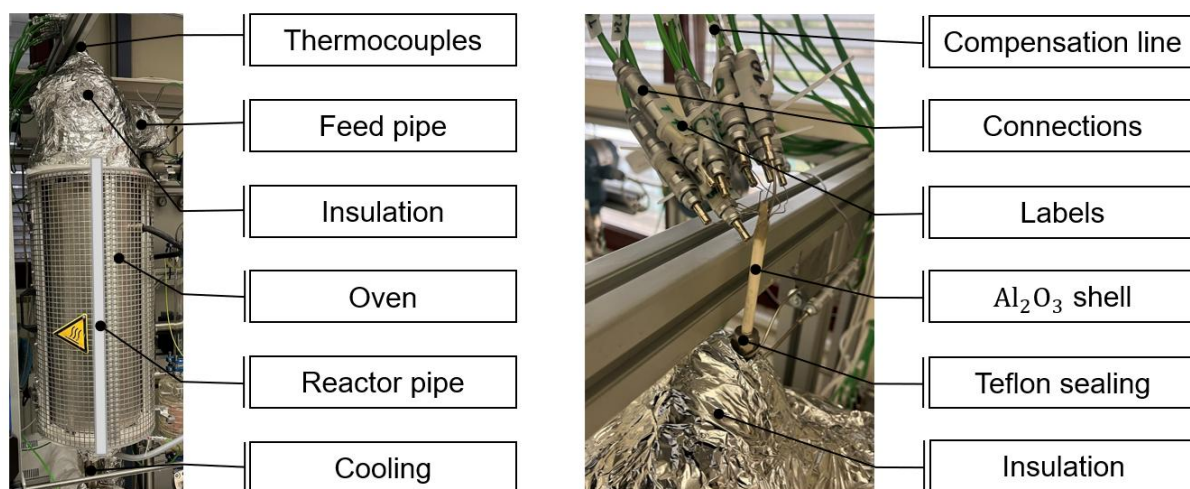 Thermocouples
Feed pipe
Insulation
Oven
Reactor pipe
Cooling
Compensation line
Connections
Labels
Al₂O₃ shell
Teflon sealing
Insulation